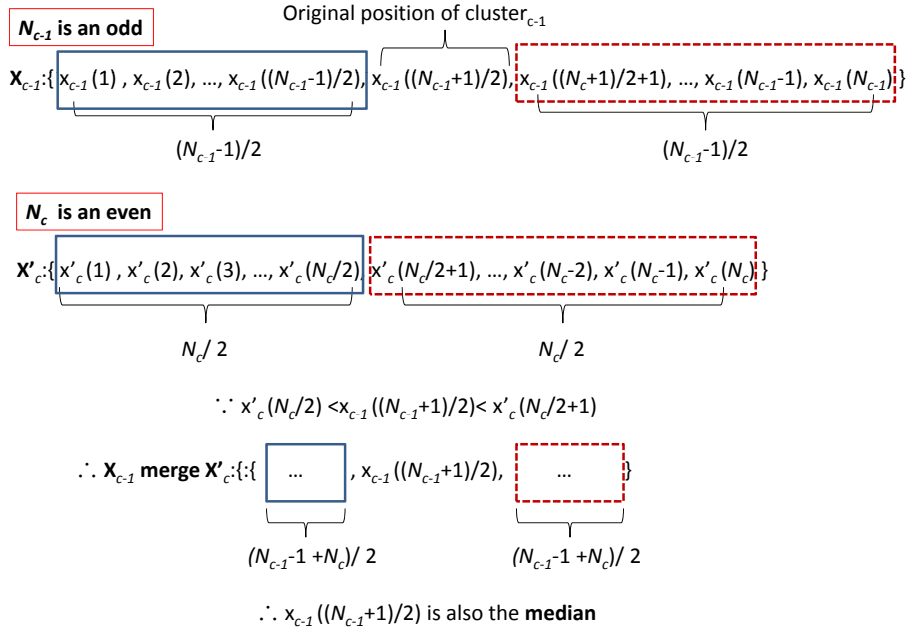 Original position of cluster_{c-1}
N_{c-1} is an odd
X_{c-1}:{ x_{c-1}(1) , x_{c-1}(2), ..., x_{c-1}((N_{c-1}-1)/2), x_{c-1}((N_{c-1}+1)/2), x_{c-1}((N_c+1)/2+1), ..., x_{c-1}(N_{c-1}-1), x_{c-1}(N_{c-1}) }
(N_{c-1}-1)/2 (N_{c-1}-1)/2
N_c is an even
X'_c:{ x'_c(1) , x'_c(2), x'_c(3), ..., x'_c(N_c/2), x'_c(N_c/2+1), ..., x'_c(N_c-2), x'_c(N_c-1), x'_c(N_c) }
N_c/ 2 N_c/ 2
∵ x'_c(N_c/2) <x_{c-1}((N_{c-1}+1)/2)< x'_c(N_c/2+1)
∴ X_{c-1} merge X'_c:{:{ ... , x_{c-1}((N_{c-1}+1)/2), ... }
(N_{c-1}-1 +N_c)/ 2 (N_{c-1}-1 +N_c)/ 2
∴ x_{c-1}((N_{c-1}+1)/2) is also the median